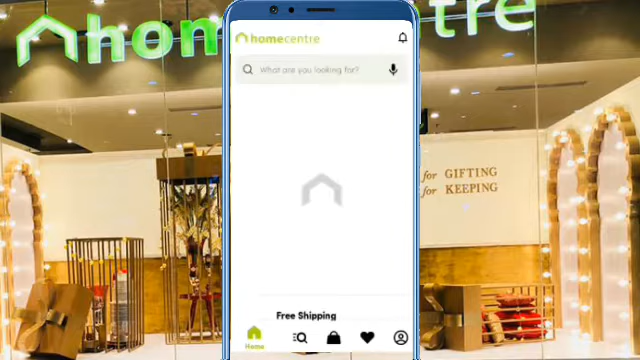 homecentre
homecentre
What are you looking for?
for GIFTING
for KEEPING
Free Shipping
Home